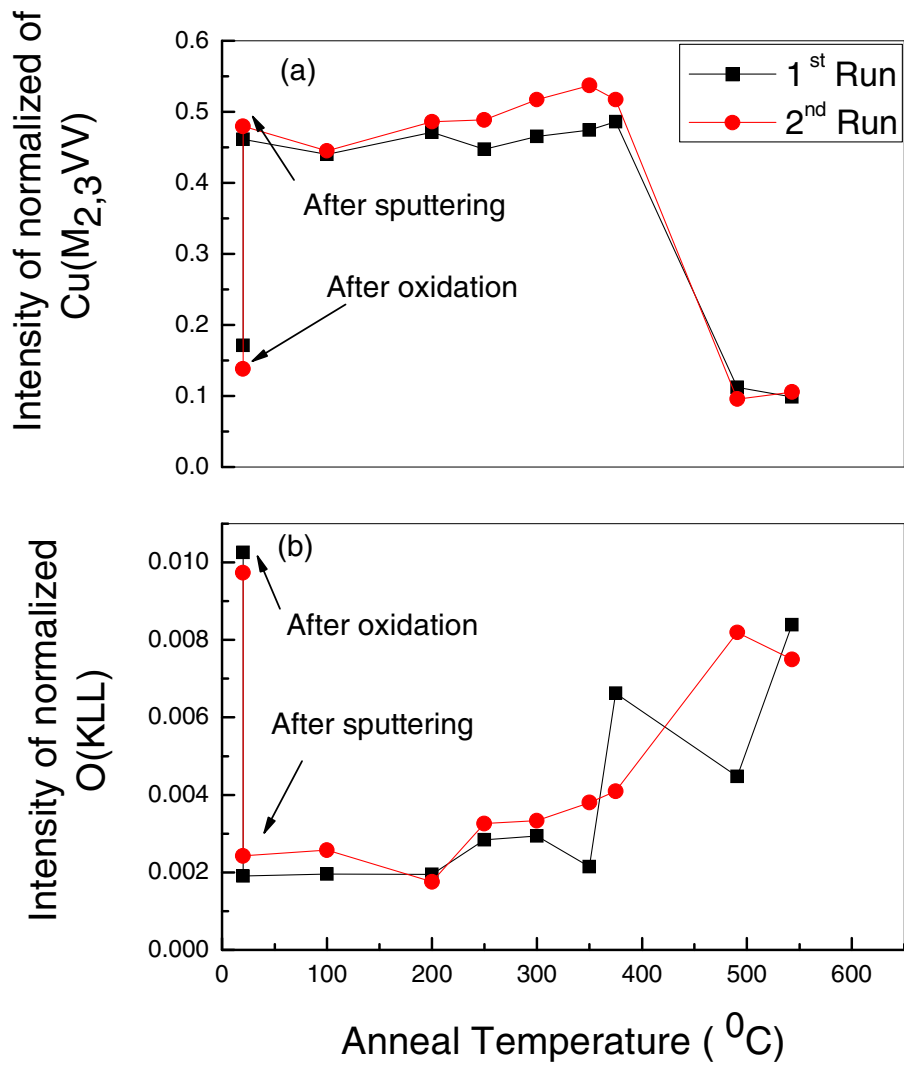 Intensity of normalized of
Cu(M2,3VV)
0.6
0.5
0.4
0.3
0.2
0.1
0.0
(a)
1 st Run
2nd Run
After sputtering
After oxidation
Intensity of normalized
O(KLL)
0.010
0.008
0.006
0.004
0.002
0.000
(b)
After oxidation
After sputtering
0 100 200 300 400 500 600
Anneal Temperature ( 0C)